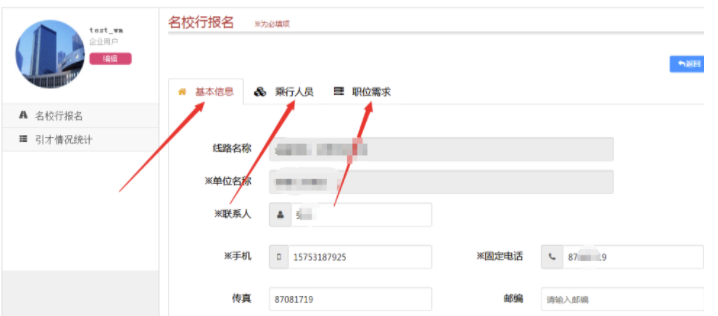 名校行报名 ※为必填项
test_wm
企业用户
编辑
返回
名校行报名
引才情况统计
基本信息 乘行人员 职位需求
线路名称
※单位名称
※联系人
※手机 15753187925 ※固定电话 87 9
传真 87081719 邮编 请输入邮编